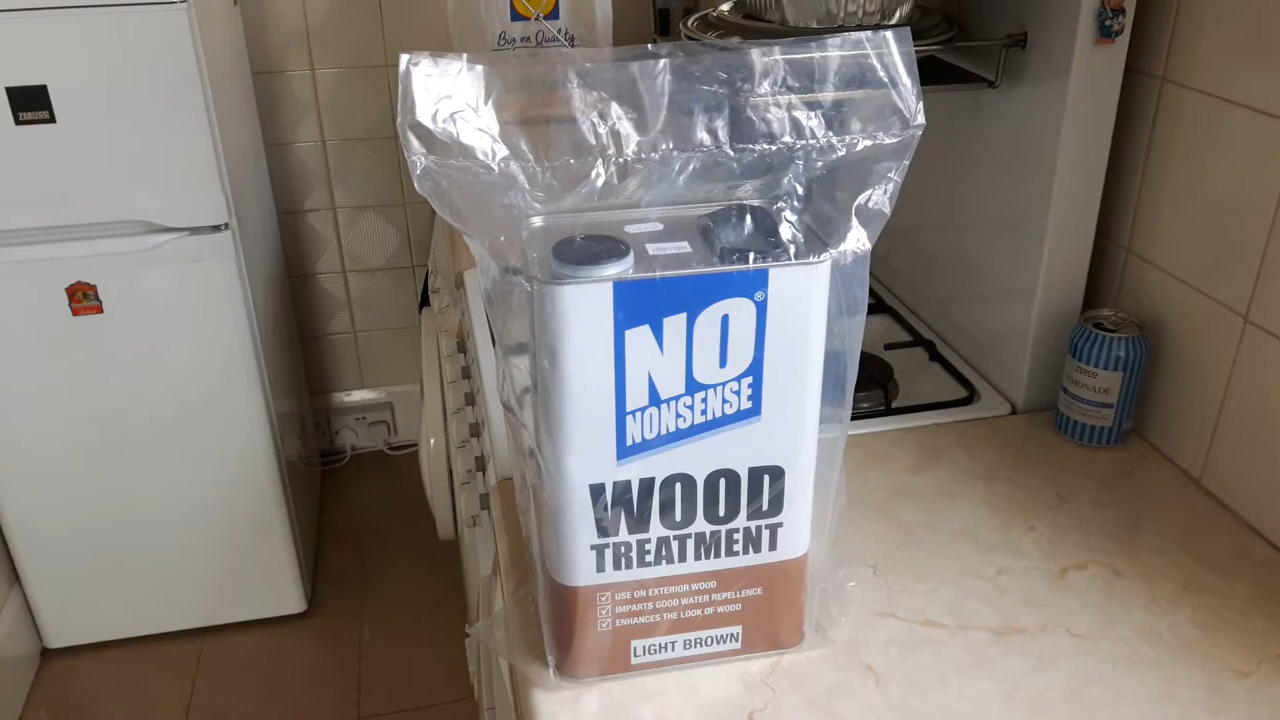 Big on Quality
ZANUSSI
NO®
NONSENSE
WOOD
TREATMENT
USE ON EXTERIOR WOOD
IMPARTS GOOD WATER REPELLENCE
ENHANCES THE LOOK OF WOOD
LIGHT BROWN
TESCO
LEMONADE